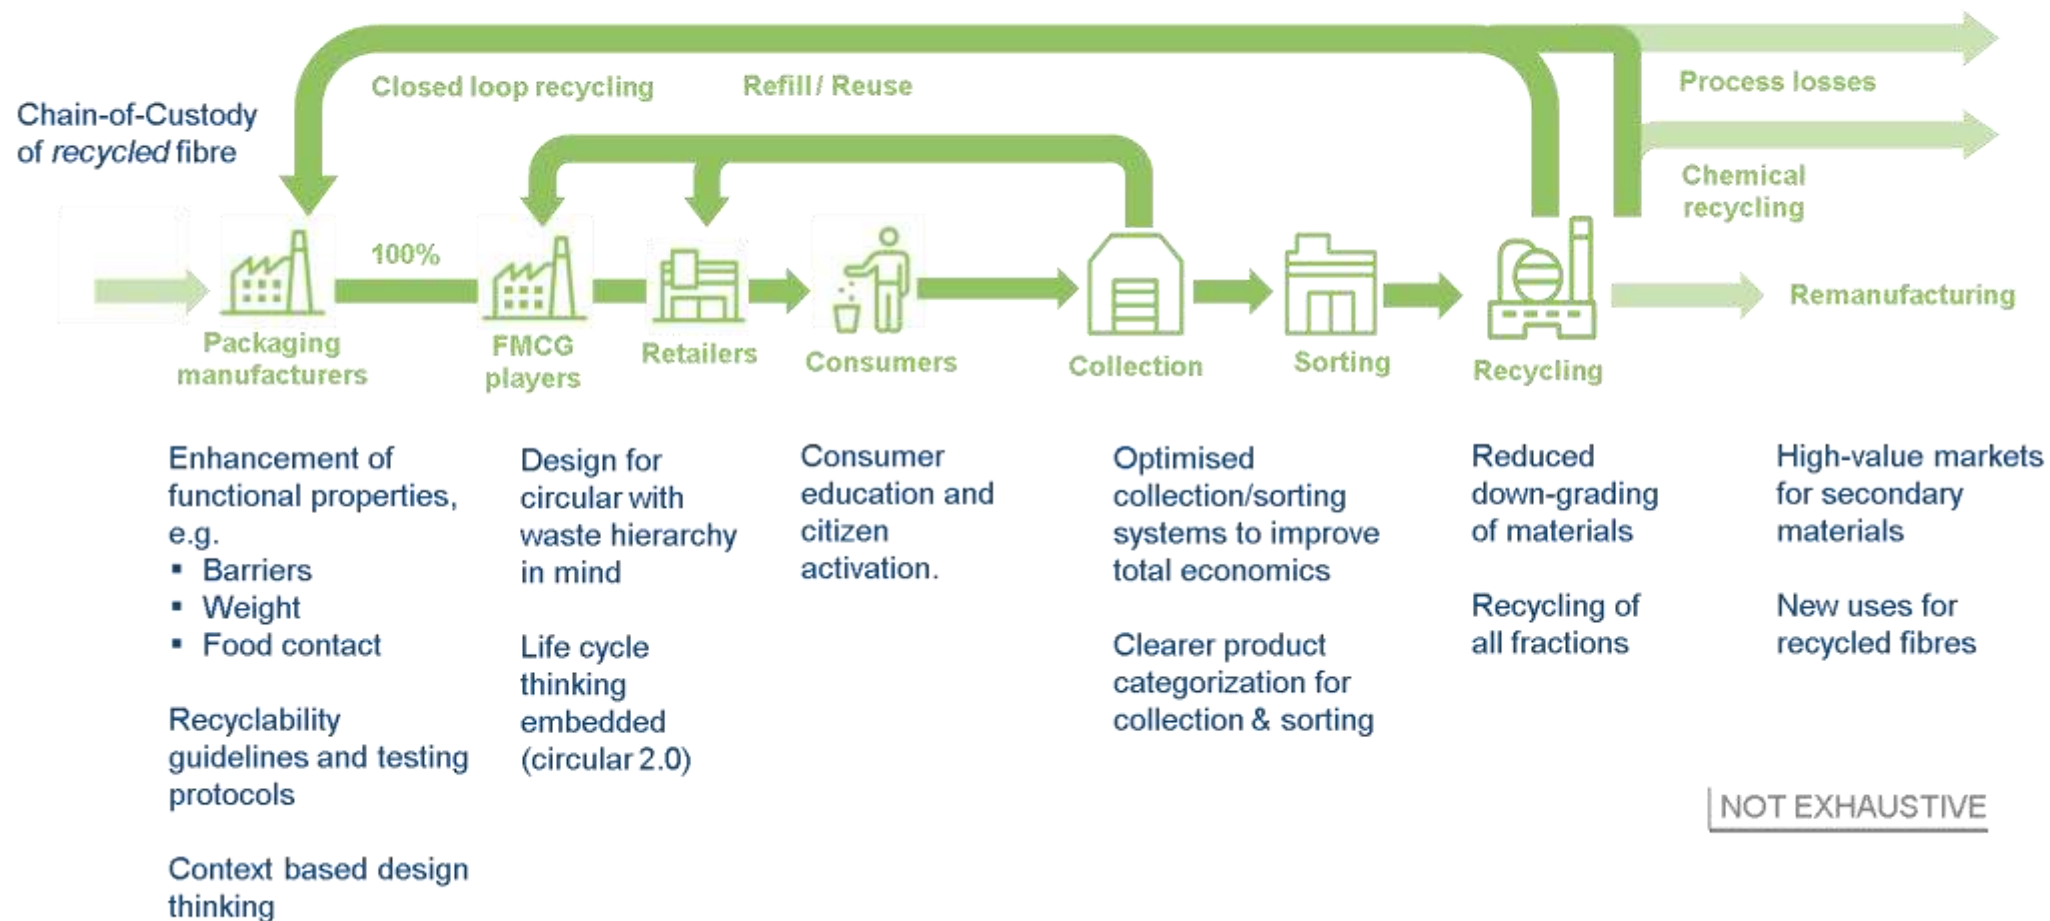 Closed loop recycling
Refill / Reuse
Process losses
Chain-of-Custody
of recycled fibre
Chemical
recycling
100%
Remanufacturing
Packaging
manufacturers
FMCG
players
Retailers
Consumers
Collection
Sorting
Recycling
Enhancement of
functional properties,
e.g.
▪ Barriers
▪ Weight
▪ Food contact
Recyclability
guidelines and testing
protocols
Context based design
thinking
Design for
circular with
waste hierarchy
in mind
Life cycle
thinking
embedded
(circular 2.0)
Consumer
education and
citizen
activation.
Optimised
collection/sorting
systems to improve
total economics
Clearer product
categorization for
collection & sorting
Reduced
down-grading
of materials
Recycling of
all fractions
High-value markets
for secondary
materials
New uses for
recycled fibres
NOT EXHAUSTIVE